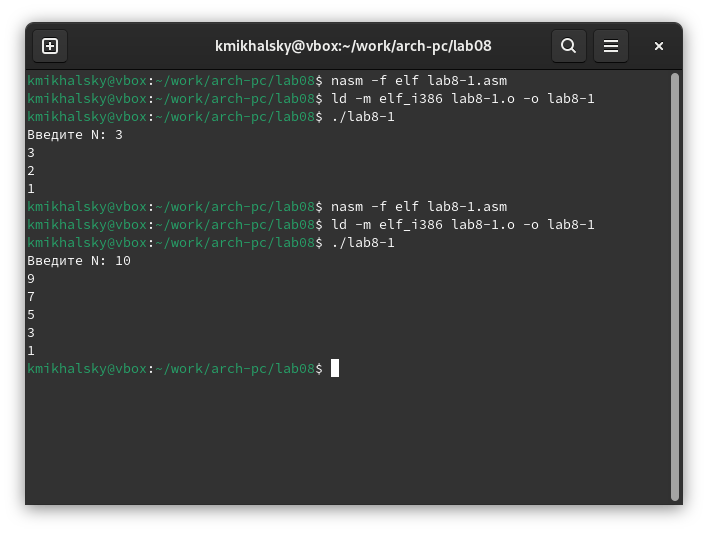 kmikhalsky@vbox:~/work/arch-pc/lab08
kmikhalsky@vbox:~/work/arch-pc/lab08$ nasm -f elf lab8-1.asm
kmikhalsky@vbox:~/work/arch-pc/lab08$ ld -m elf_i386 lab8-1.o -o lab8-1
kmikhalsky@vbox:~/work/arch-pc/lab08$ ./lab8-1
Введите N: 3
3
2
1
kmikhalsky@vbox:~/work/arch-pc/lab08$ nasm -f elf lab8-1.asm
kmikhalsky@vbox:~/work/arch-pc/lab08$ ld -m elf_i386 lab8-1.o -o lab8-1
kmikhalsky@vbox:~/work/arch-pc/lab08$ ./lab8-1
Введите N: 10
9
7
5
3
1
kmikhalsky@vbox:~/work/arch-pc/lab08$